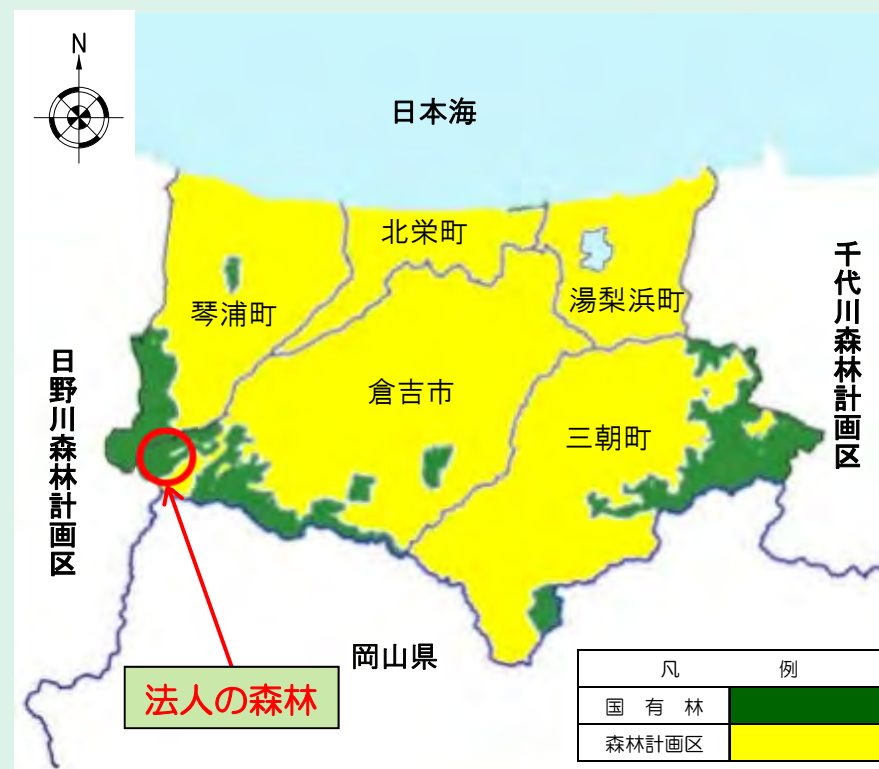 N
日本海
北栄町
湯梨浜町
琴浦町
千代川森林計画区
日野川森林計画区
倉吉市
三朝町
岡山県
法人の森林
凡 例
国 有 林
森林計画区